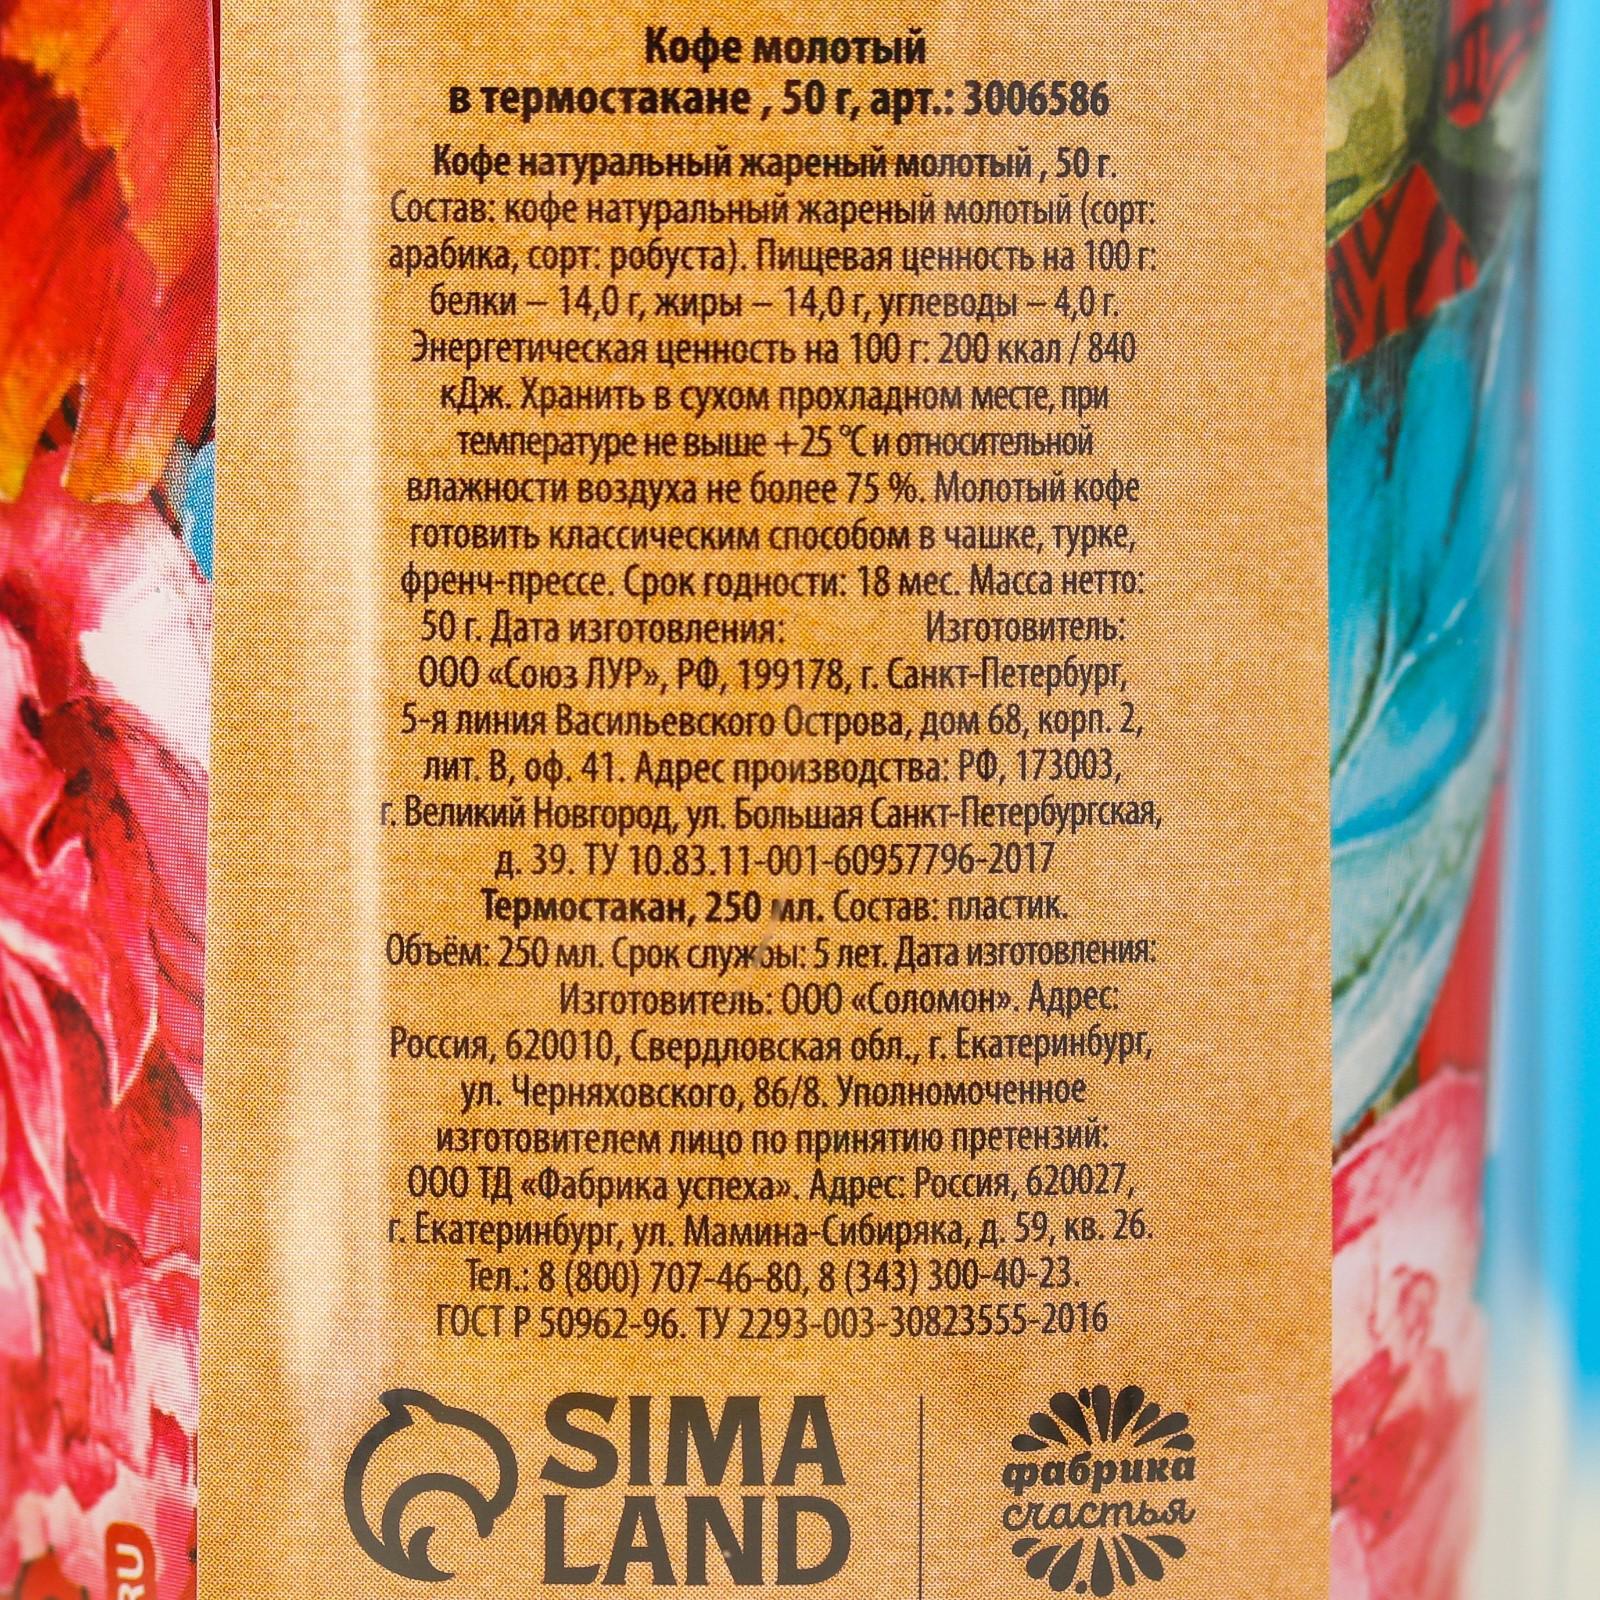 Кофе молотый
в термостакане , 50 г, арт.: 3006586
Кофе натуральный жареный молотый , 50 г.
Состав: кофе натуральный жареный молотый (сорт:
арабика, сорт: робуста). Пищевая ценность на 100 г:
белки – 14,0 г, жиры – 14,0 г, углеводы – 4,0 г.
Энергетическая ценность на 100 г: 200 ккал / 840
кДж. Хранить в сухом прохладном месте, при
температуре не выше +25 °C и относительной
влажности воздуха не более 75 %. Молотый кофе
готовить классическим способом в чашке, турке,
френч-прессе. Срок годности: 18 мес. Масса нетто:
50 г. Дата изготовления: Изготовитель:
ООО «Союз ЛУР», РФ, 199178, г. Санкт-Петербург,
5-я линия Васильевского Острова, дом 68, корп. 2,
лит. В, оф. 41. Адрес производства: РФ, 173003,
г. Великий Новгород, ул. Большая Санкт-Петербургская,
д. 39. ТУ 10.83.11-001-60957796-2017
Термостакан, 250 мл. Состав: пластик.
Объём: 250 мл. Срок службы: 5 лет. Дата изготовления:
Изготовитель: ООО «Соломон». Адрес:
Россия, 620010, Свердловская обл., г. Екатеринбург,
ул. Черняховского, 86/8. Уполномоченное
изготовителем лицо по принятию претензий:
ООО ТД «Фабрика успеха». Адрес: Россия, 620027,
г. Екатеринбург, ул. Мамина-Сибиряка, д. 59, кв. 26.
Тел.: 8 (800) 707-46-80, 8 (343) 300-40-23.
ГОСТ Р 50962-96. ТУ 2293-003-30823555-2016
SIMA
LAND
фабрика
счастья
RU